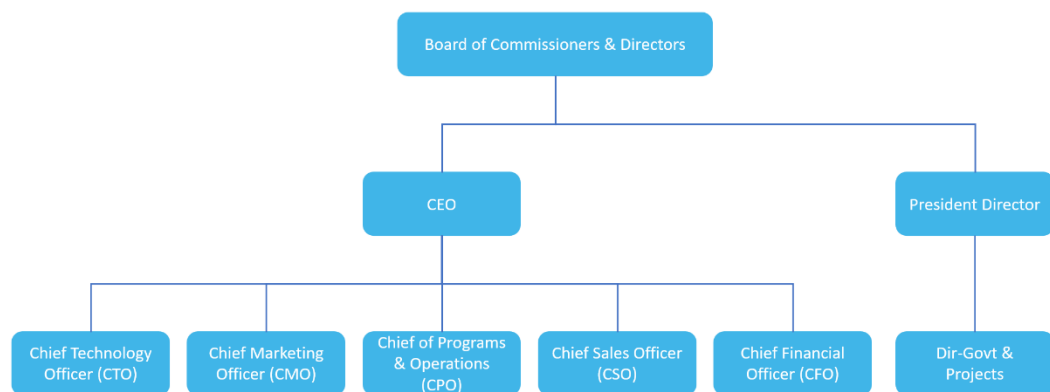 Board of Commissioners & Directors
CEO
President Director
Chief Technology
Officer (CTO)
Chief Marketing
Officer (CMO)
Chief of Programs
& Operations
(CPO)
Chief Sales Officer
(CSO)
Chief Financial
Officer (CFO)
Dir-Govt &
Projects